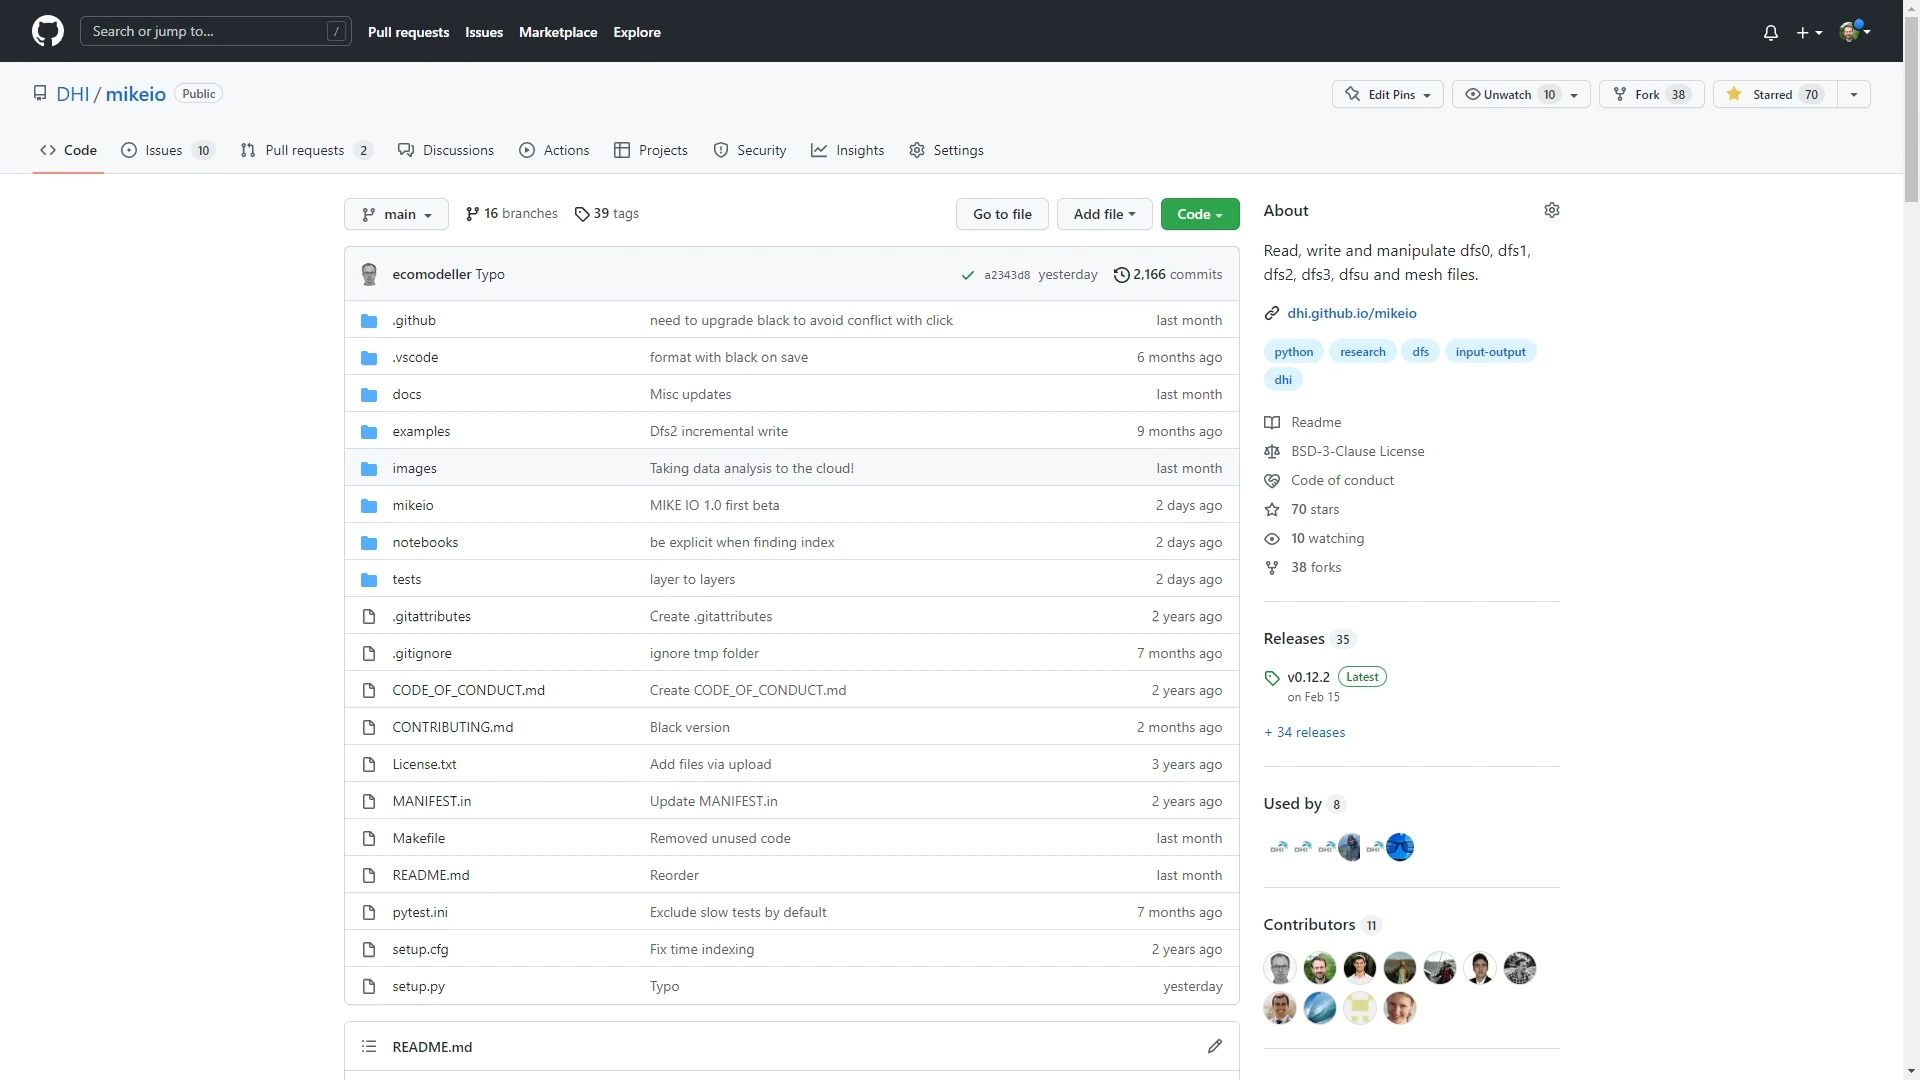 Search or jump to... /
Pull requests Issues Marketplace Explore
DHI / mikeio Public
Edit Pins Unwatch 10 Fork 38 Starred 70
Code Issues 10 Pull requests 2 Discussions Actions Projects Security Insights Settings
main 16 branches 39 tags
Go to file Add file Code
ecomodeller Typo a2343d8 yesterday 2,166 commits
.github need to upgrade black to avoid conflict with click last month
.vscode format with black on save 6 months ago
docs Misc updates last month
examples Dfs2 incremental write 9 months ago
images Taking data analysis to the cloud! last month
mikeio MIKE IO 1.0 first beta 2 days ago
notebooks be explicit when finding index 2 days ago
tests layer to layers 2 days ago
.gitattributes Create .gitattributes 2 years ago
.gitignore ignore tmp folder 7 months ago
CODE_OF_CONDUCT.md Create CODE_OF_CONDUCT.md 2 years ago
CONTRIBUTING.md Black version 2 months ago
License.txt Add files via upload 3 years ago
MANIFEST.in Update MANIFEST.in 2 years ago
Makefile Removed unused code last month
README.md Reorder last month
pytest.ini Exclude slow tests by default 7 months ago
setup.cfg Fix time indexing 2 years ago
setup.py Typo yesterday
README.md
About
Read, write and manipulate dfs0, dfs1,
dfs2, dfs3, dfsu and mesh files.
dhi.github.io/mikeio
python research dfs input-output
dhi
Readme
BSD-3-Clause License
Code of conduct
70 stars
10 watching
38 forks
Releases 35
v0.12.2 Latest
on Feb 15
+ 34 releases
Used by 8
DHI DHI DHI DHI
Contributors 11